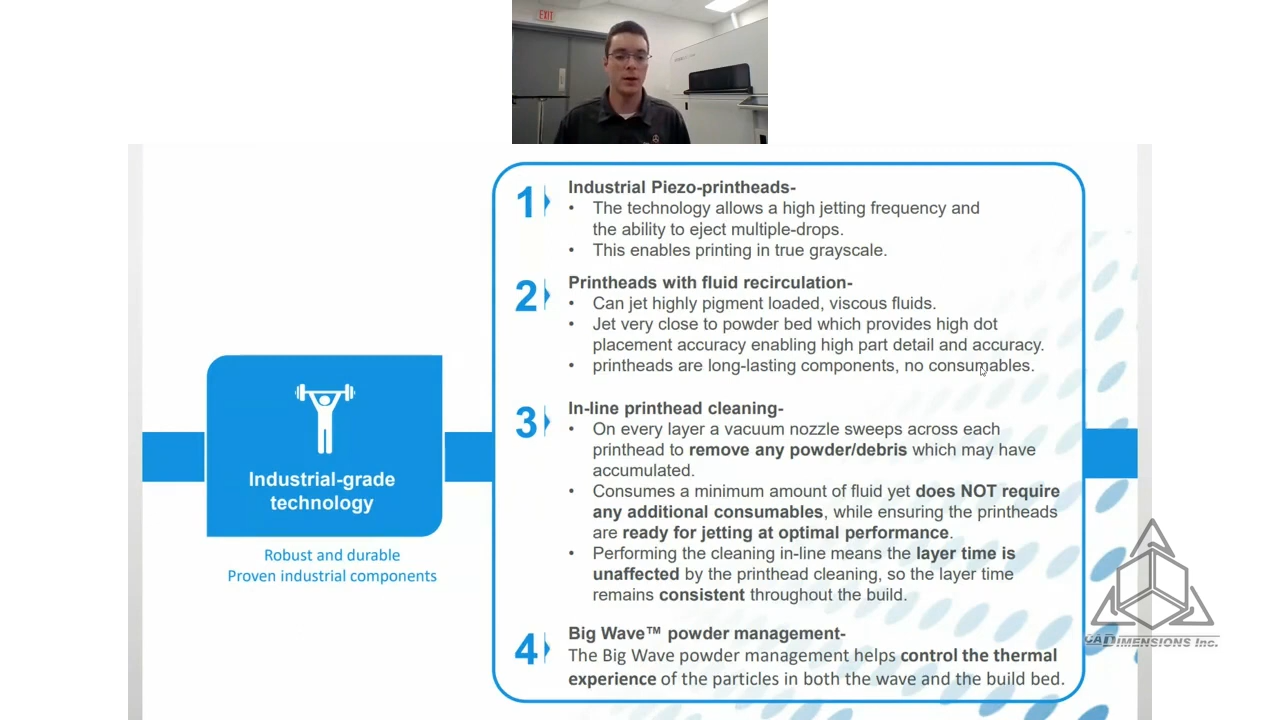 EXIT
1
Industrial Piezo-printheads-
• The technology allows a high jetting frequency and
the ability to eject multiple-drops.
• This enables printing in true grayscale.
2
Printheads with fluid recirculation-
• Can jet highly pigment loaded, viscous fluids.
• Jet very close to powder bed which provides high dot
placement accuracy enabling high part detail and accuracy.
• printheads are long-lasting components, no consumables.
3
In-line printhead cleaning-
• On every layer a vacuum nozzle sweeps across each
printhead to remove any powder/debris which may have
accumulated.
• Consumes a minimum amount of fluid yet does NOT require
any additional consumables, while ensuring the printheads
are ready for jetting at optimal performance.
• Performing the cleaning in-line means the layer time is
unaffected by the printhead cleaning, so the layer time
remains consistent throughout the build.
4
Big Wave™ powder management-
The Big Wave powder management helps control the thermal
experience of the particles in both the wave and the build bed.
Industrial-grade
technology
Robust and durable
Proven industrial components
CADIMENSIONS Inc.